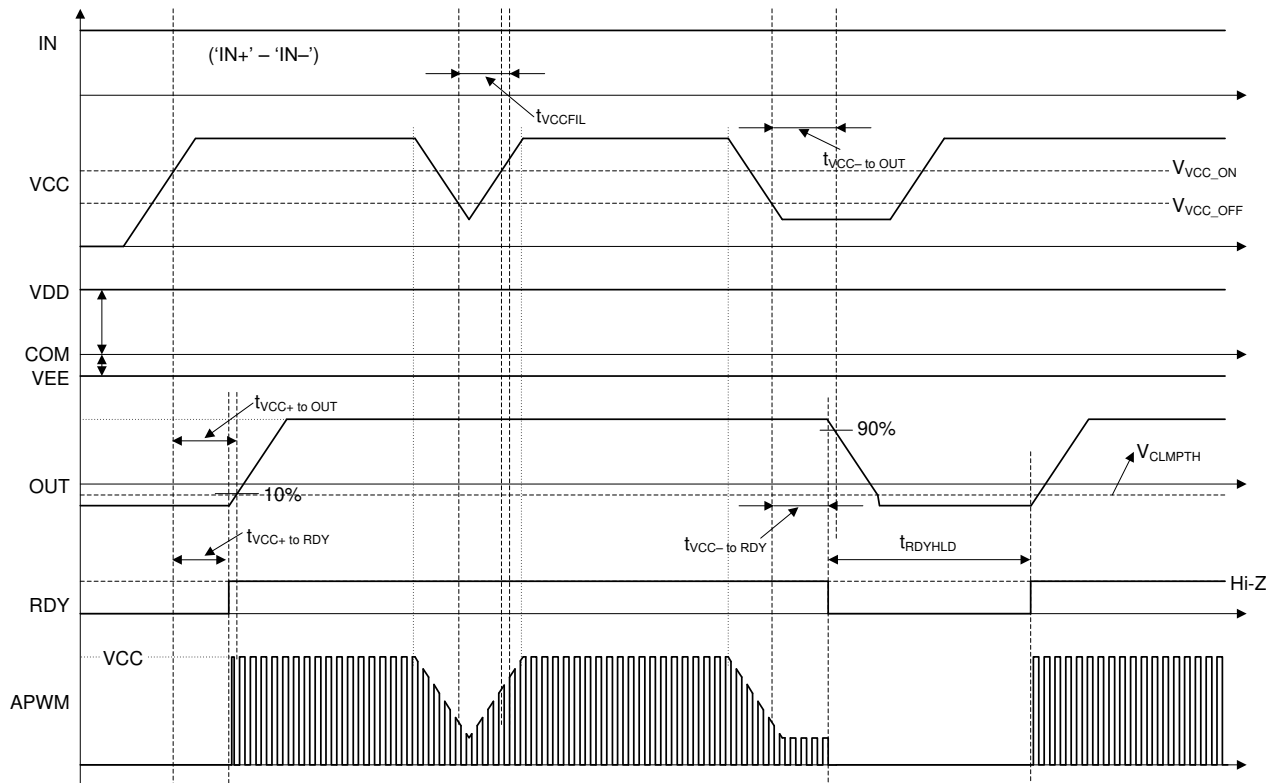 IN
(‘IN+’ – ‘IN–’)
tVCCFIL
tVCC– to OUT
VCC
VVCC_ON
VVCC_OFF
VDD
COM
VEE
tVCC+ to OUT
90%
VCLMPTH
OUT
10%
tVCC+ to RDY
tVCC– to RDY
tRDYHLD
Hi-Z
RDY
VCC
APWM